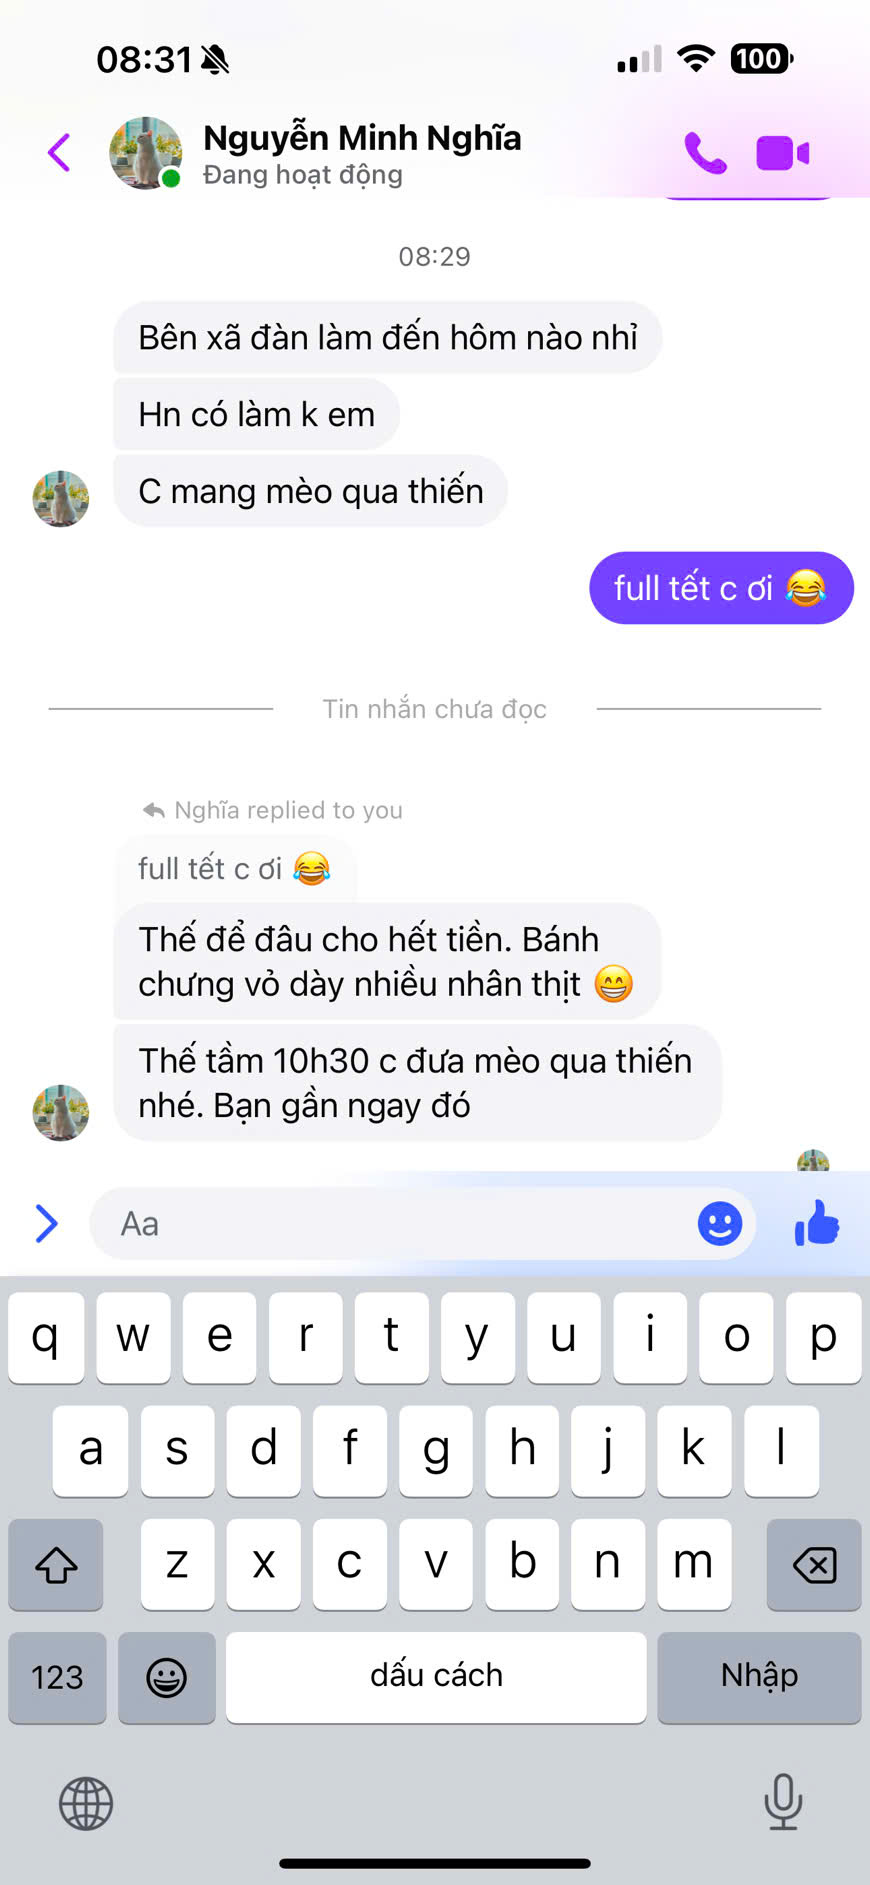 08:31
100
Nguyễn Minh Nghĩa
Đang hoạt động
08:29
Bên xã đàn làm đến hôm nào nhỉ
Hn có làm k em
C mang mèo qua thiến
full tết c ơi 😂
Tin nhắn chưa đọc
Nghĩa replied to you
full tết c ơi 😂
Thế để đâu cho hết tiền. Bánh
chưng vỏ dày nhiều nhân thịt 😁
Thế tầm 10h30 c đưa mèo qua thiến
nhé. Bạn gần ngay đó
Aa
q w e r t y u i o p
a s d f g h j k l
z x c v b n m
123 dấu cách Nhập